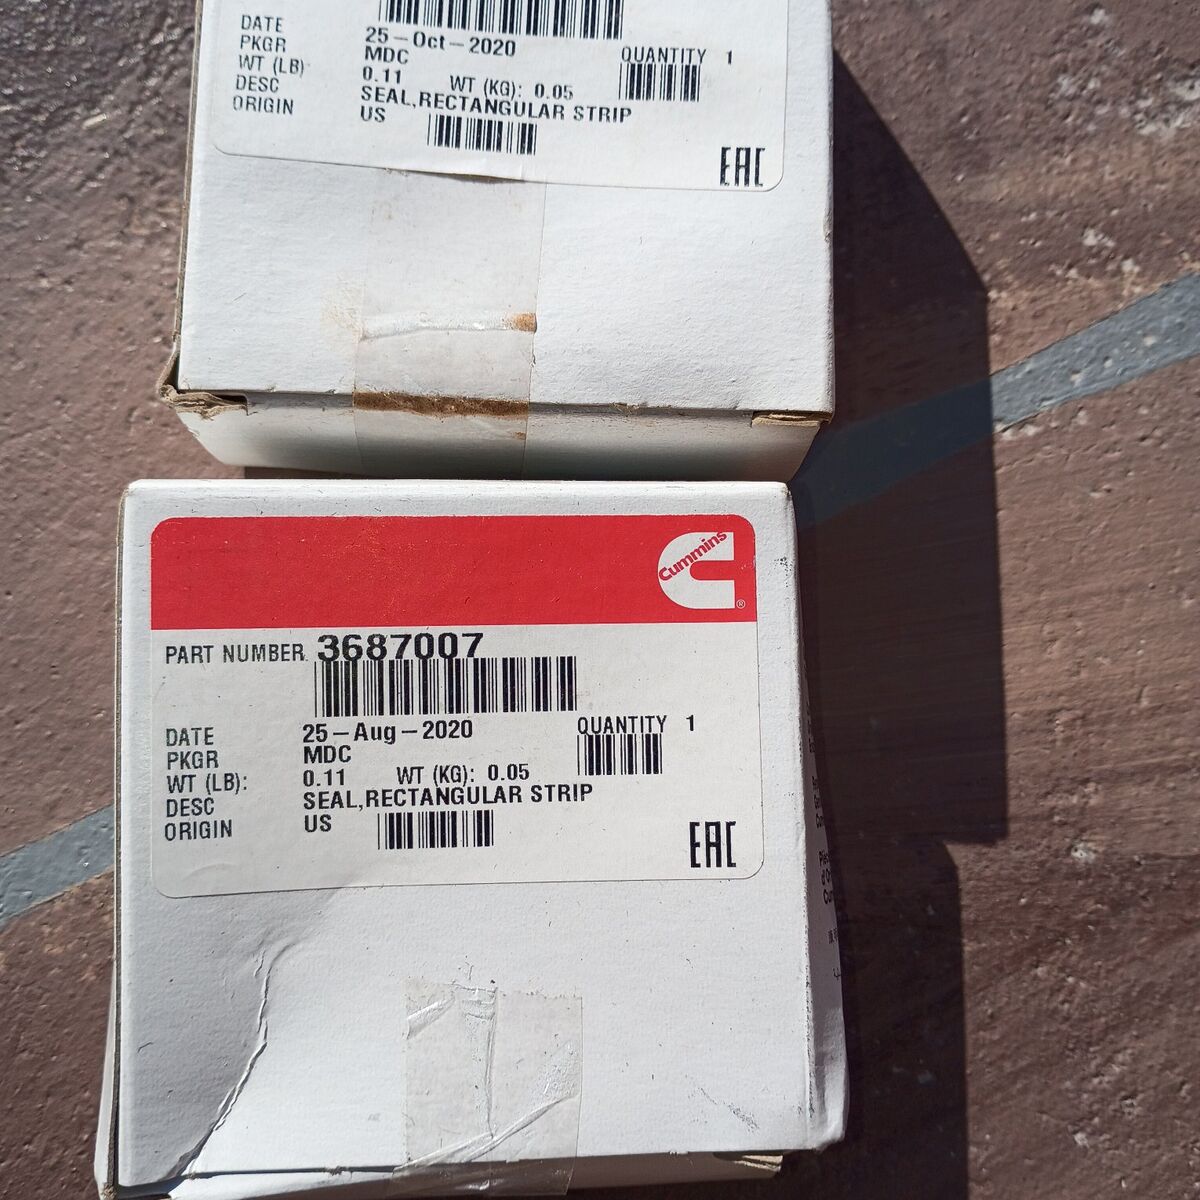 DATE 25-Oct-2020 QUANTITY 1
PKGR MDC
WT (LB): 0.11 WT (KG): 0.05
DESC SEAL,RECTANGULAR STRIP
ORIGIN US
EAC
Cummins
®
PART NUMBER 3687007
DATE 25-Aug-2020 QUANTITY 1
PKGR MDC
WT (LB): 0.11 WT (KG): 0.05
DESC SEAL,RECTANGULAR STRIP
ORIGIN US
EAC